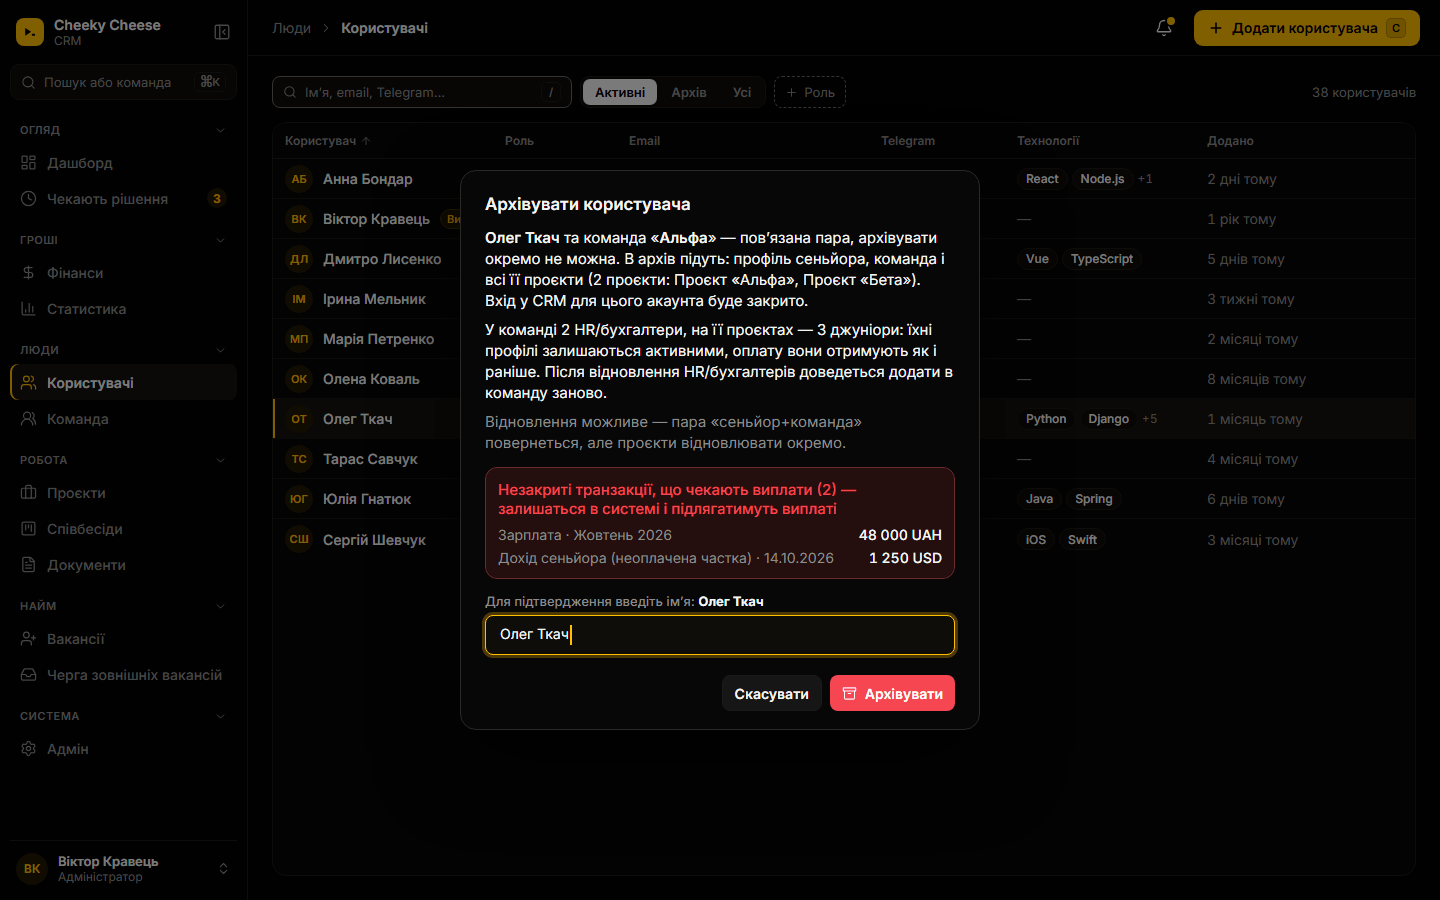 Cheeky Cheese
CRM
Пошук або команда ⌘K
ОГЛЯД
Дашборд
Чекають рішення 3
ГРОШІ
Фінанси
Статистика
ЛЮДИ
Користувачі
Команда
РОБОТА
Проєкти
Співбесіди
Документи
НАЙМ
Вакансії
Черга зовнішніх вакансій
СИСТЕМА
Адмін
ВК Віктор Кравець
Адміністратор
Люди > Користувачі
+ Додати користувача C
Ім’я, email, Telegram... /
Активні Архів Усі + Роль
38 користувачів
Користувач ↑ Роль Email Telegram Технології Додано
АБ Анна Бондар React Node.js +1 2 дні тому
ВК Віктор Кравець Ви — 1 рік тому
ДЛ Дмитро Лисенко Vue TypeScript 5 днів тому
ІМ Ірина Мельник — 3 тижні тому
МП Марія Петренко — 2 місяці тому
ОК Олена Коваль — 8 місяців тому
ОТ Олег Ткач Python Django +5 1 місяць тому
ТС Тарас Савчук — 4 місяці тому
ЮГ Юлія Гнатюк Java Spring 6 днів тому
СШ Сергій Шевчук iOS Swift 3 місяці тому
Архівувати користувача
Олег Ткач та команда «Альфа» — пов’язана пара, архівувати
окремо не можна. В архів підуть: профіль сеньйора, команда і
всі її проєкти (2 проєкти: Проєкт «Альфа», Проєкт «Бета»).
Вхід у CRM для цього акаунта буде закрито.
У команді 2 HR/бухгалтери, на її проєктах — 3 джуніори: їхні
профілі залишаються активними, оплату вони отримують як і
раніше. Після відновлення HR/бухгалтерів доведеться додати в
команду заново.
Відновлення можливе — пара «сеньйор+команда»
повернеться, але проєкти відновлювати окремо.
Незакриті транзакції, що чекають виплати (2) —
залишаться в системі і підлягатимуть виплаті
Зарплата · Жовтень 2026 48 000 UAH
Дохід сеньйора (неоплачена частка) · 14.10.2026 1 250 USD
Для підтвердження введіть ім’я: Олег Ткач
Олег Ткач
Скасувати Архівувати